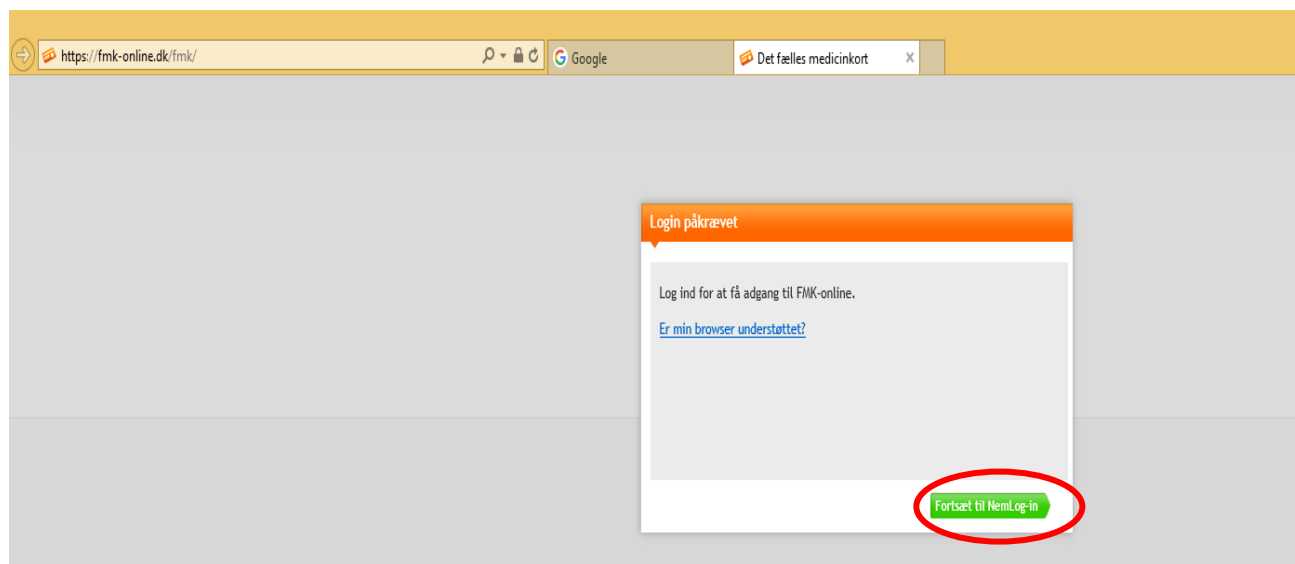 https://fmk-online.dk/fmk/
Google
Det fælles medicinkort
Login påkrævet
Log ind for at få adgang til FMK-online.
Er min browser understøttet?
Fortsæt til NemLog-in